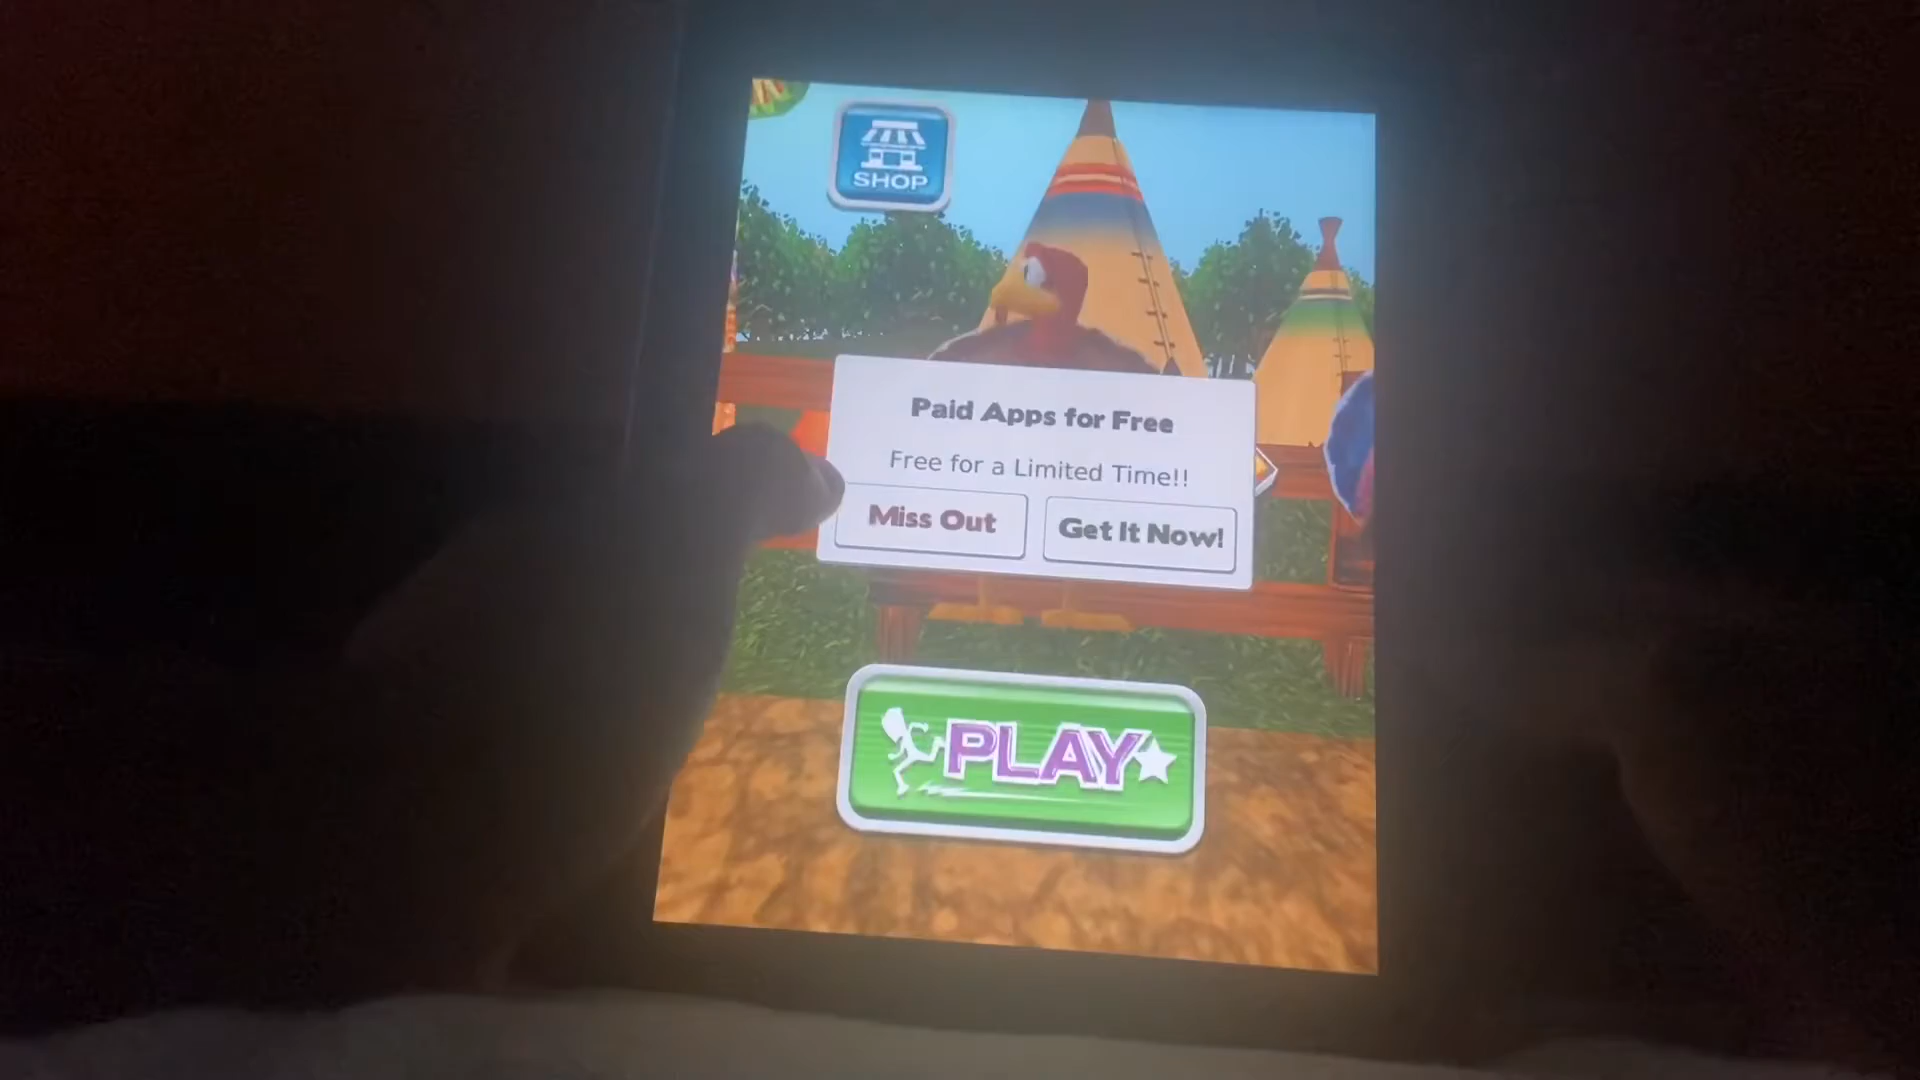 SHOP
Paid Apps for Free
Free for a Limited Time!!
Miss Out
Get It Now!
PLAY